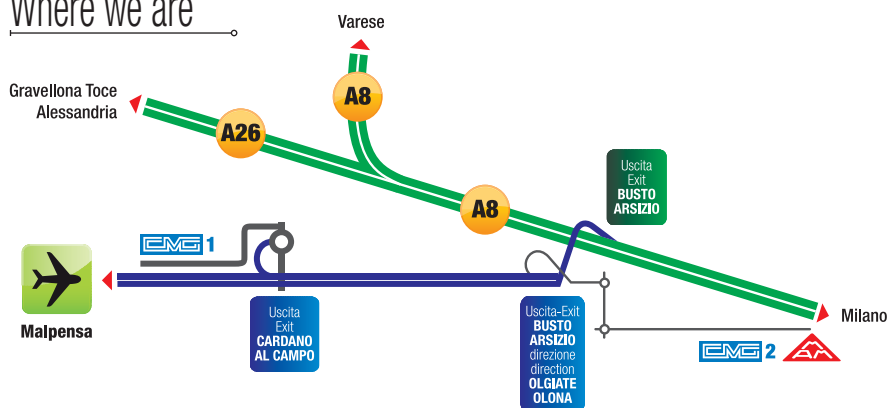 Where we are
Varese
Gravellona Toce
Alessandria
A8
A26
Uscita
Exit
BUSTO
ARSIZIO
A8
CMG 1
Malpensa
Uscita
Exit
CARDANO
AL CAMPO
Uscita-Exit
BUSTO
ARSIZIO
direzione
direction
OLGIATE
OLONA
Milano
CMG 2
MAM